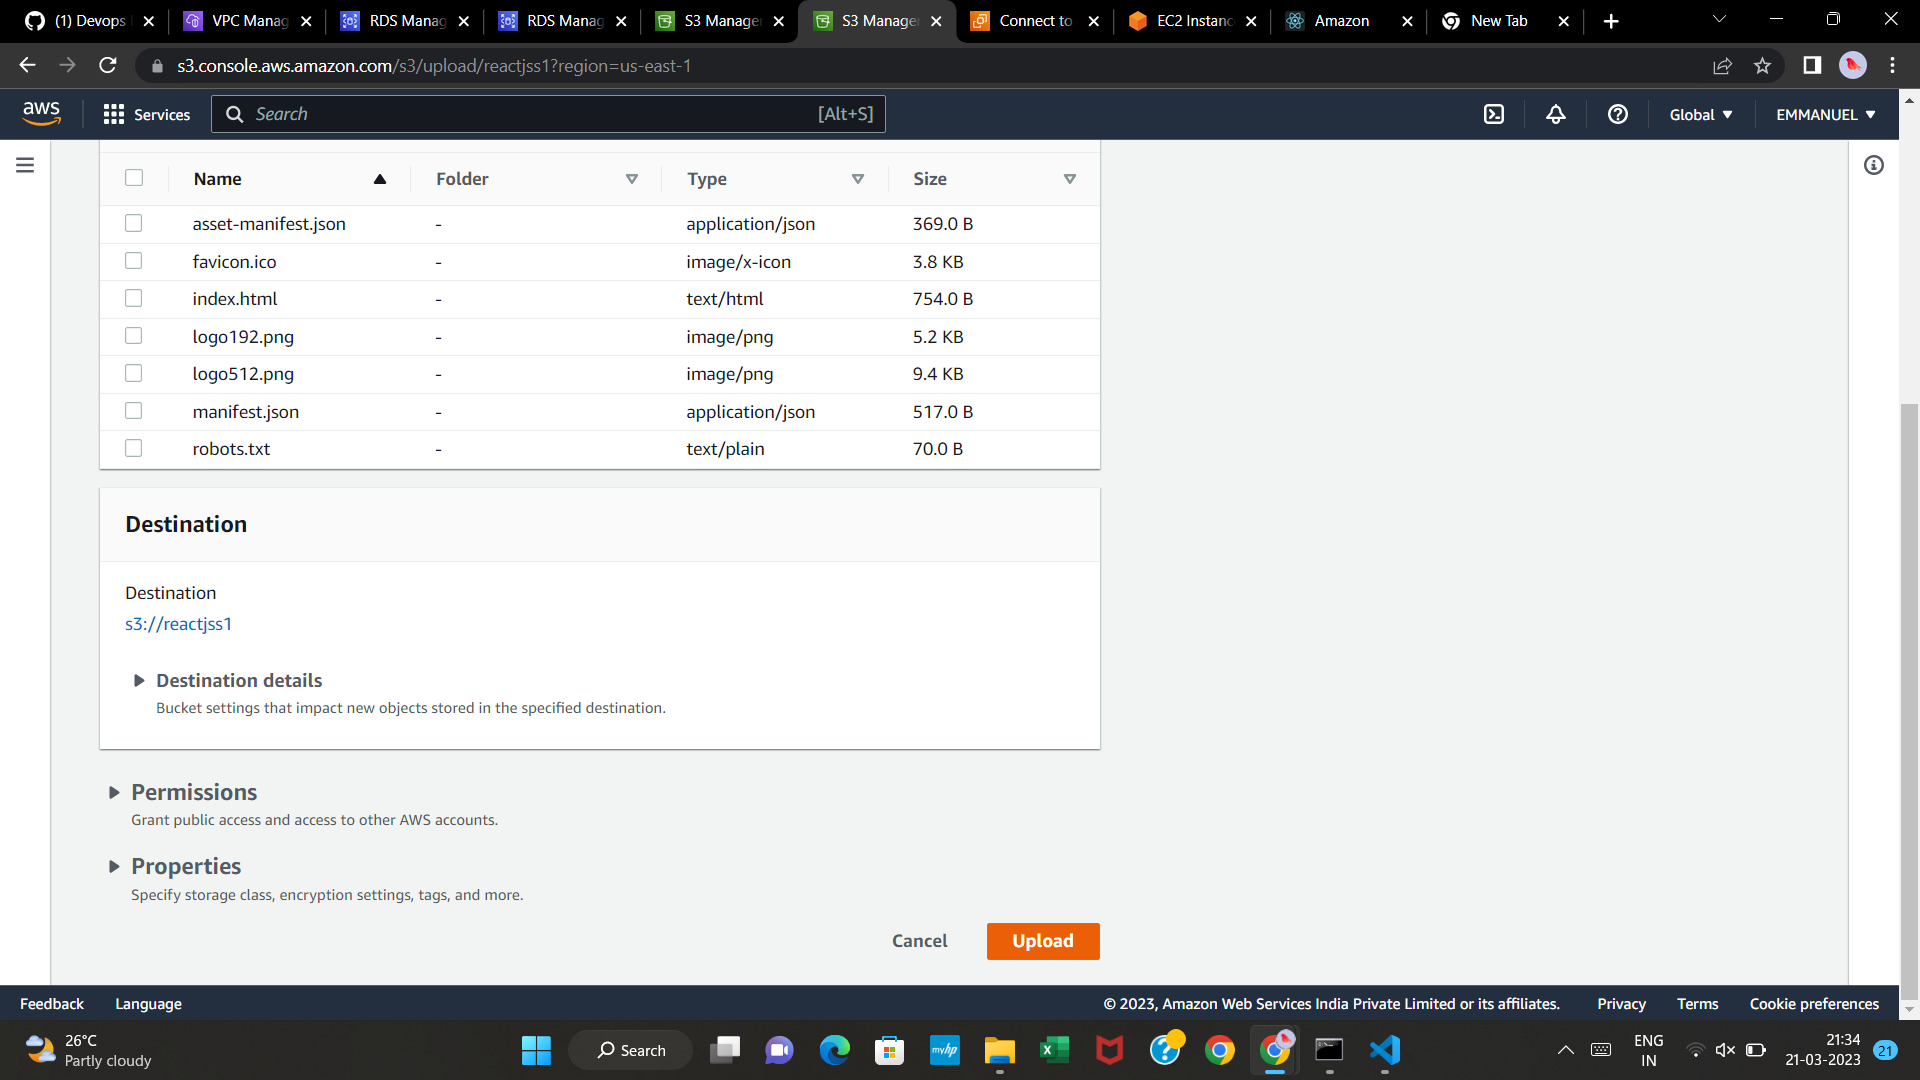 (1) Devops
VPC Manag
RDS Manag
RDS Manag
S3 Manager
S3 Manager
Connect to
EC2 Instanc
Amazon
New Tab
s3.console.aws.amazon.com/s3/upload/reactjss1?region=us-east-1
aws
Services
Search
[Alt+S]
Global
EMMANUEL
Name Folder Type Size
asset-manifest.json - application/json 369.0 B
favicon.ico - image/x-icon 3.8 KB
index.html - text/html 754.0 B
logo192.png - image/png 5.2 KB
logo512.png - image/png 9.4 KB
manifest.json - application/json 517.0 B
robots.txt - text/plain 70.0 B
Destination
Destination
s3://reactjss1
Destination details
Bucket settings that impact new objects stored in the specified destination.
Permissions
Grant public access and access to other AWS accounts.
Properties
Specify storage class, encryption settings, tags, and more.
Cancel
Upload
Feedback
Language
© 2023, Amazon Web Services India Private Limited or its affiliates.
Privacy
Terms
Cookie preferences
26°C
Partly cloudy
Search
myhp
ENG
IN
21:34
21-03-2023
21